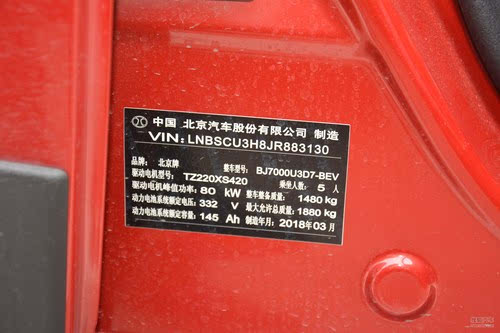 中国 北京汽车股份有限公司 制造
VIN: LNBSCU3H8JR883130
品牌: 北京牌 整车型号: BJ7000U3D7-BEV
驱动电机型号: TZ220XS420 乘坐人数: 5 人
驱动电机峰值功率: 80 kW 整车整备质量: 1480kg
动力电池系统额定电压: 332 V 最大允许总质量: 1880kg
动力电池系统额定容量: 145 Ah 制造年月: 2018年03月